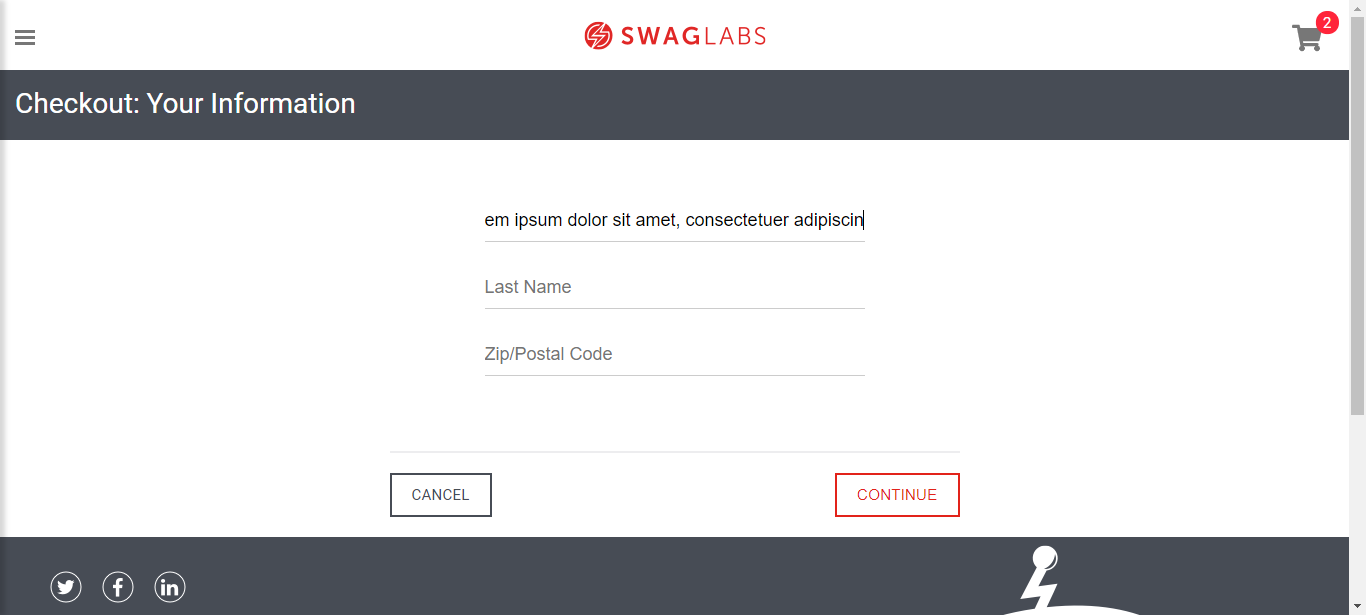 SWAGLABS
2
Checkout: Your Information
em ipsum dolor sit amet, consectetuer adipiscin
Last Name
Zip/Postal Code
CANCEL
CONTINUE